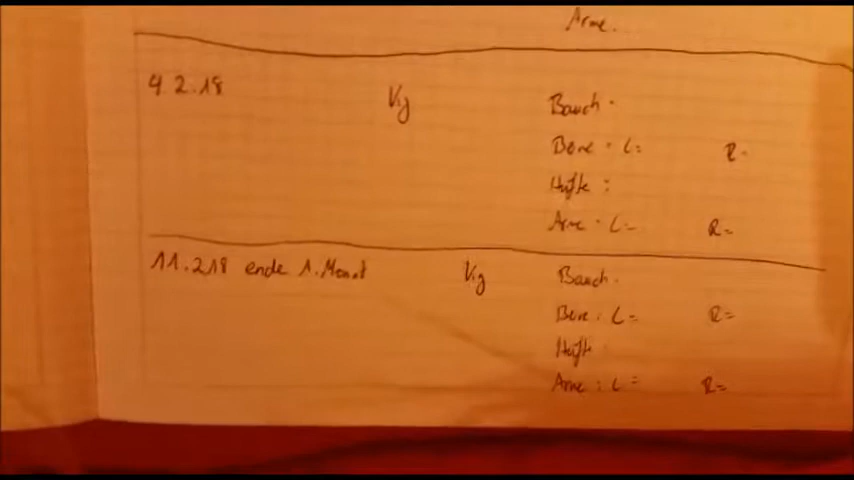 Arme.
4.2.18 Kg Bauch:
Beine: L= R=
Hüfte:
Arme: L= R=
11.2.18 ende 1. Monat Kg Bauch:
Beine: L= R=
Hüfte
Arme: L= R=